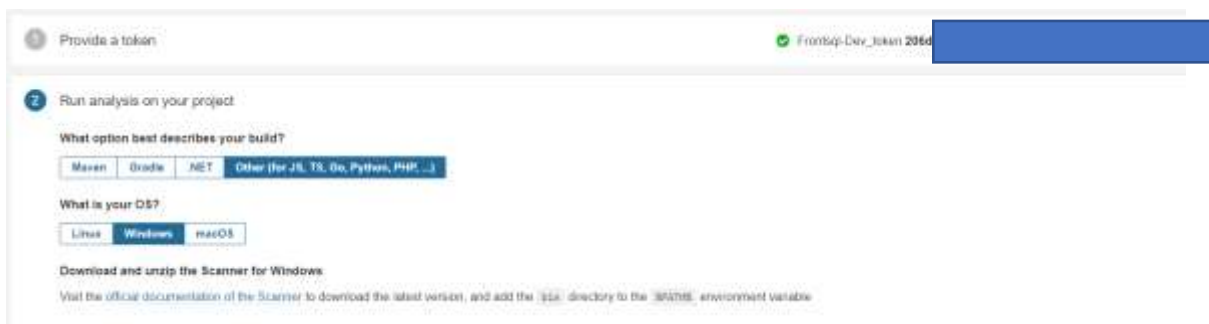 1 Provide a token
Frontsql-Dev_token 206d
2 Run analysis on your project
What option best describes your build?
Maven Gradle .NET Other (for JS, TS, Go, Python, PHP, ...)
What is your OS?
Linux Windows macOS
Download and unzip the Scanner for Windows
Visit the official documentation of the Scanner to download the latest version, and add the bin directory to the %PATH% environment variable